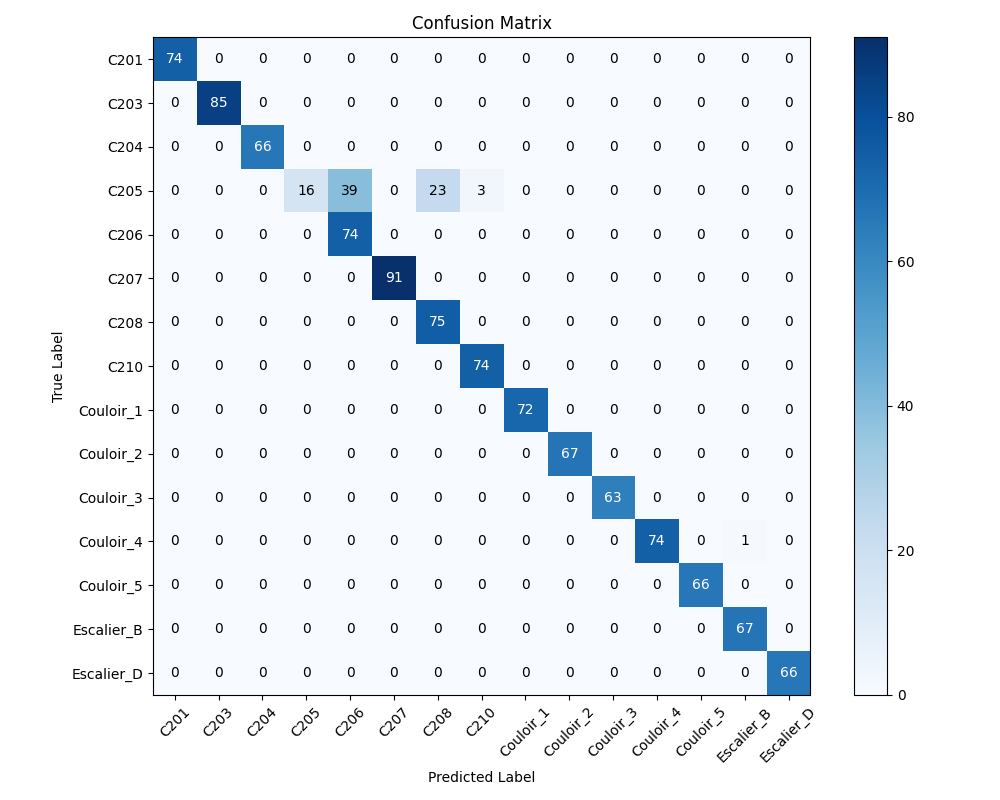 Confusion Matrix
True Label
C201 74 0 0 0 0 0 0 0 0 0 0 0 0 0 0
C203 0 85 0 0 0 0 0 0 0 0 0 0 0 0 0
C204 0 0 66 0 0 0 0 0 0 0 0 0 0 0 0
C205 0 0 0 16 39 0 23 3 0 0 0 0 0 0 0
C206 0 0 0 0 74 0 0 0 0 0 0 0 0 0 0
C207 0 0 0 0 0 91 0 0 0 0 0 0 0 0 0
C208 0 0 0 0 0 0 75 0 0 0 0 0 0 0 0
C210 0 0 0 0 0 0 0 74 0 0 0 0 0 0 0
Couloir_1 0 0 0 0 0 0 0 0 72 0 0 0 0 0 0
Couloir_2 0 0 0 0 0 0 0 0 0 67 0 0 0 0 0
Couloir_3 0 0 0 0 0 0 0 0 0 0 63 0 0 0 0
Couloir_4 0 0 0 0 0 0 0 0 0 0 0 74 0 1 0
Couloir_5 0 0 0 0 0 0 0 0 0 0 0 0 66 0 0
Escalier_B 0 0 0 0 0 0 0 0 0 0 0 0 0 67 0
Escalier_D 0 0 0 0 0 0 0 0 0 0 0 0 0 0 66
C201 C203 C204 C205 C206 C207 C208 C210 Couloir_1 Couloir_2 Couloir_3 Couloir_4 Couloir_5 Escalier_B Escalier_D
Predicted Label
80
60
40
20
0